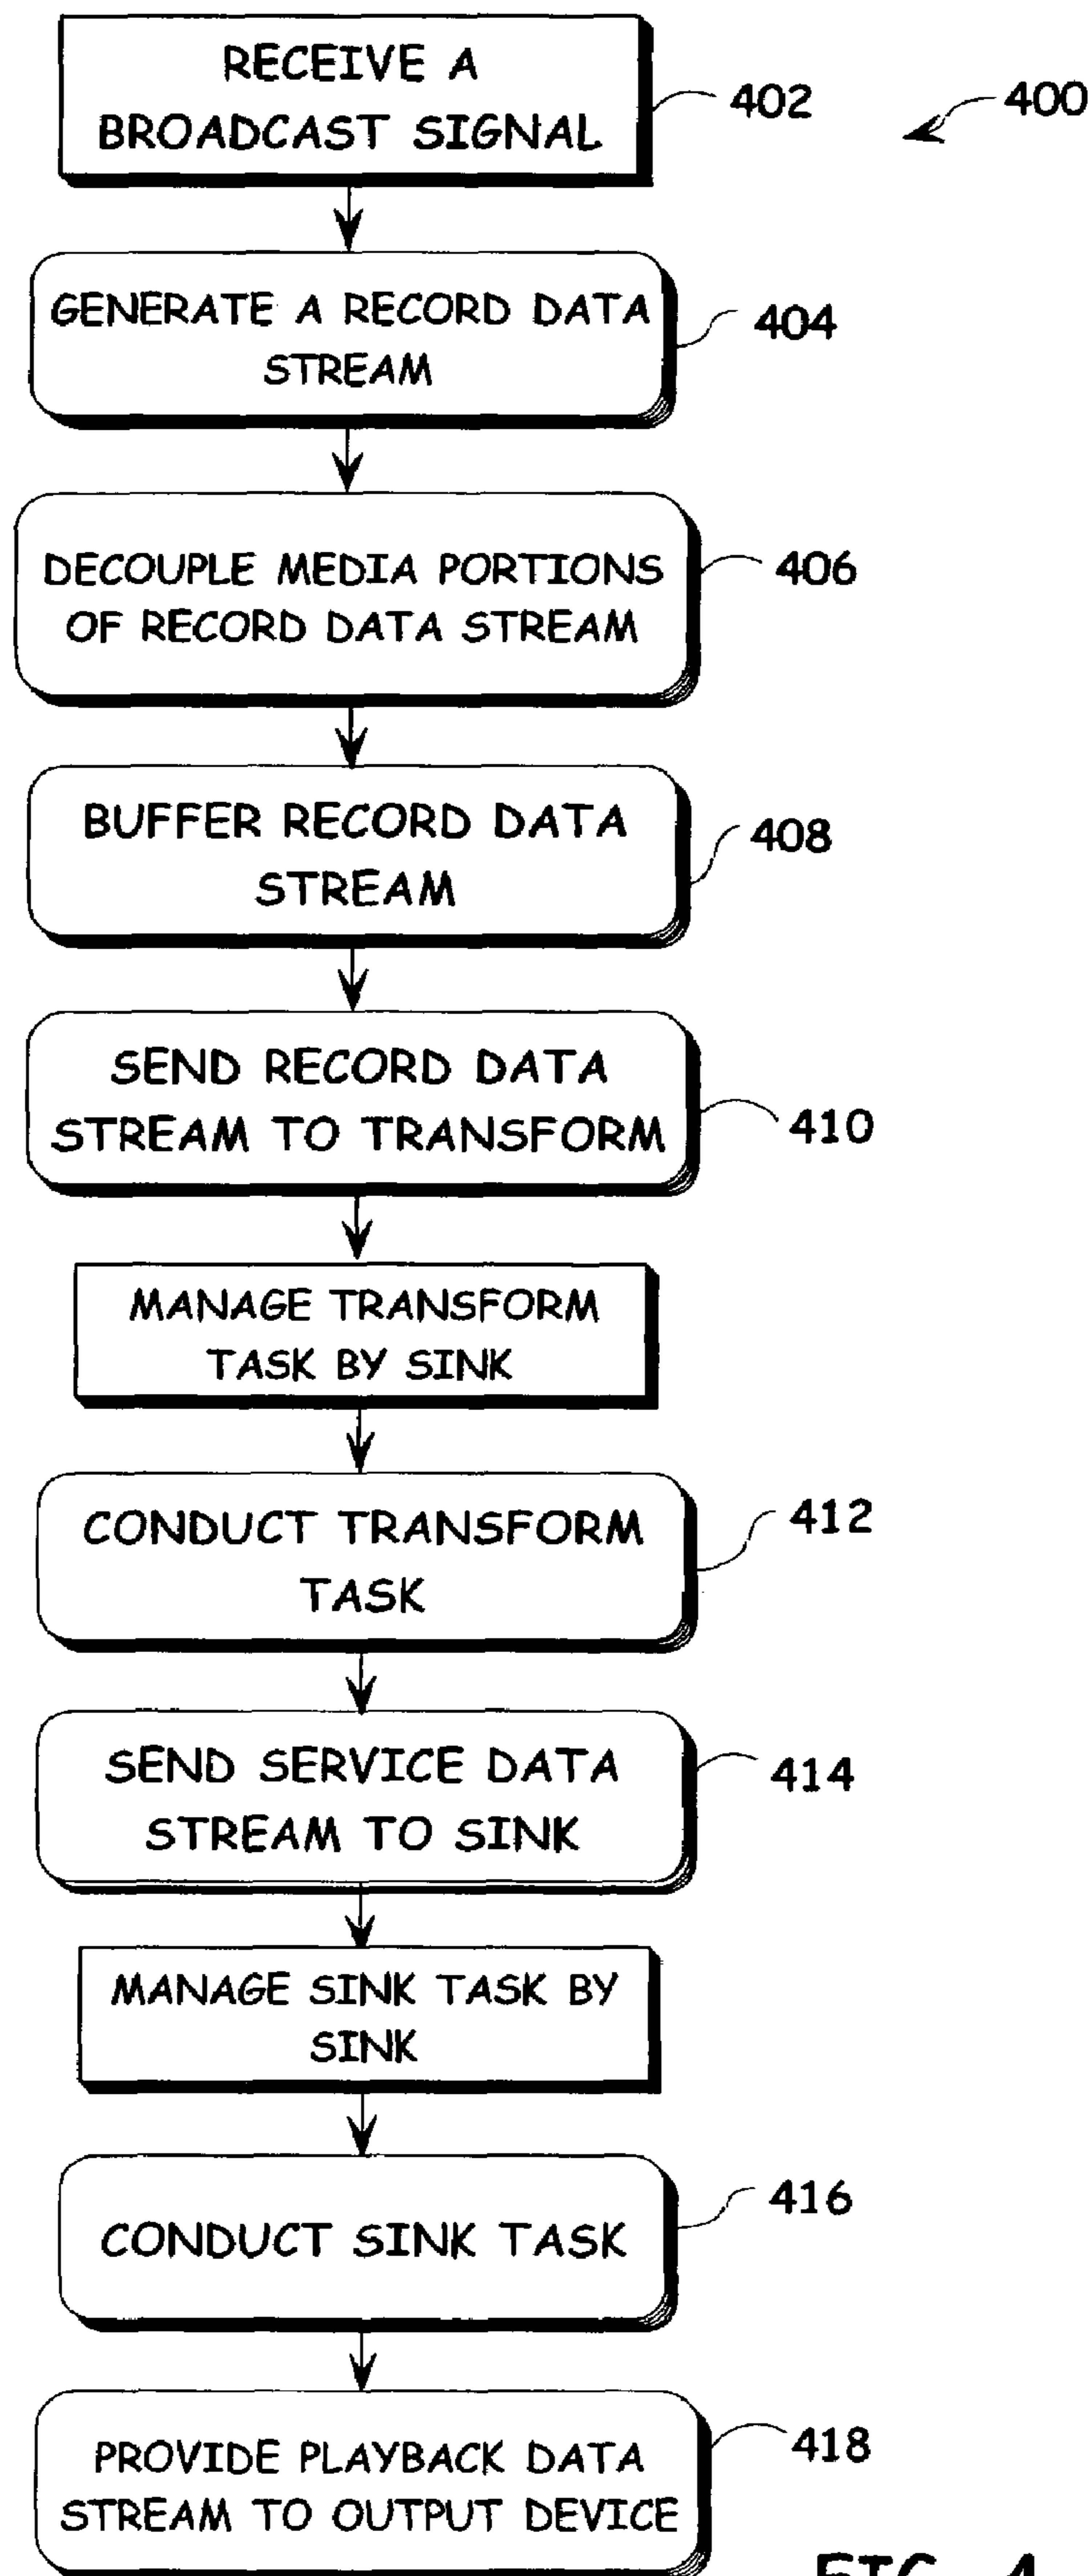 RECEIVE A
BROADCAST SIGNAL
402
400
GENERATE A RECORD DATA
STREAM
404
DECOUPLE MEDIA PORTIONS
OF RECORD DATA STREAM
406
BUFFER RECORD DATA
STREAM
408
SEND RECORD DATA
STREAM TO TRANSFORM
410
MANAGE TRANSFORM
TASK BY SINK
CONDUCT TRANSFORM
TASK
412
SEND SERVICE DATA
STREAM TO SINK
414
MANAGE SINK TASK BY
SINK
CONDUCT SINK TASK
416
PROVIDE PLAYBACK DATA
STREAM TO OUTPUT DEVICE
418
FIG. 4